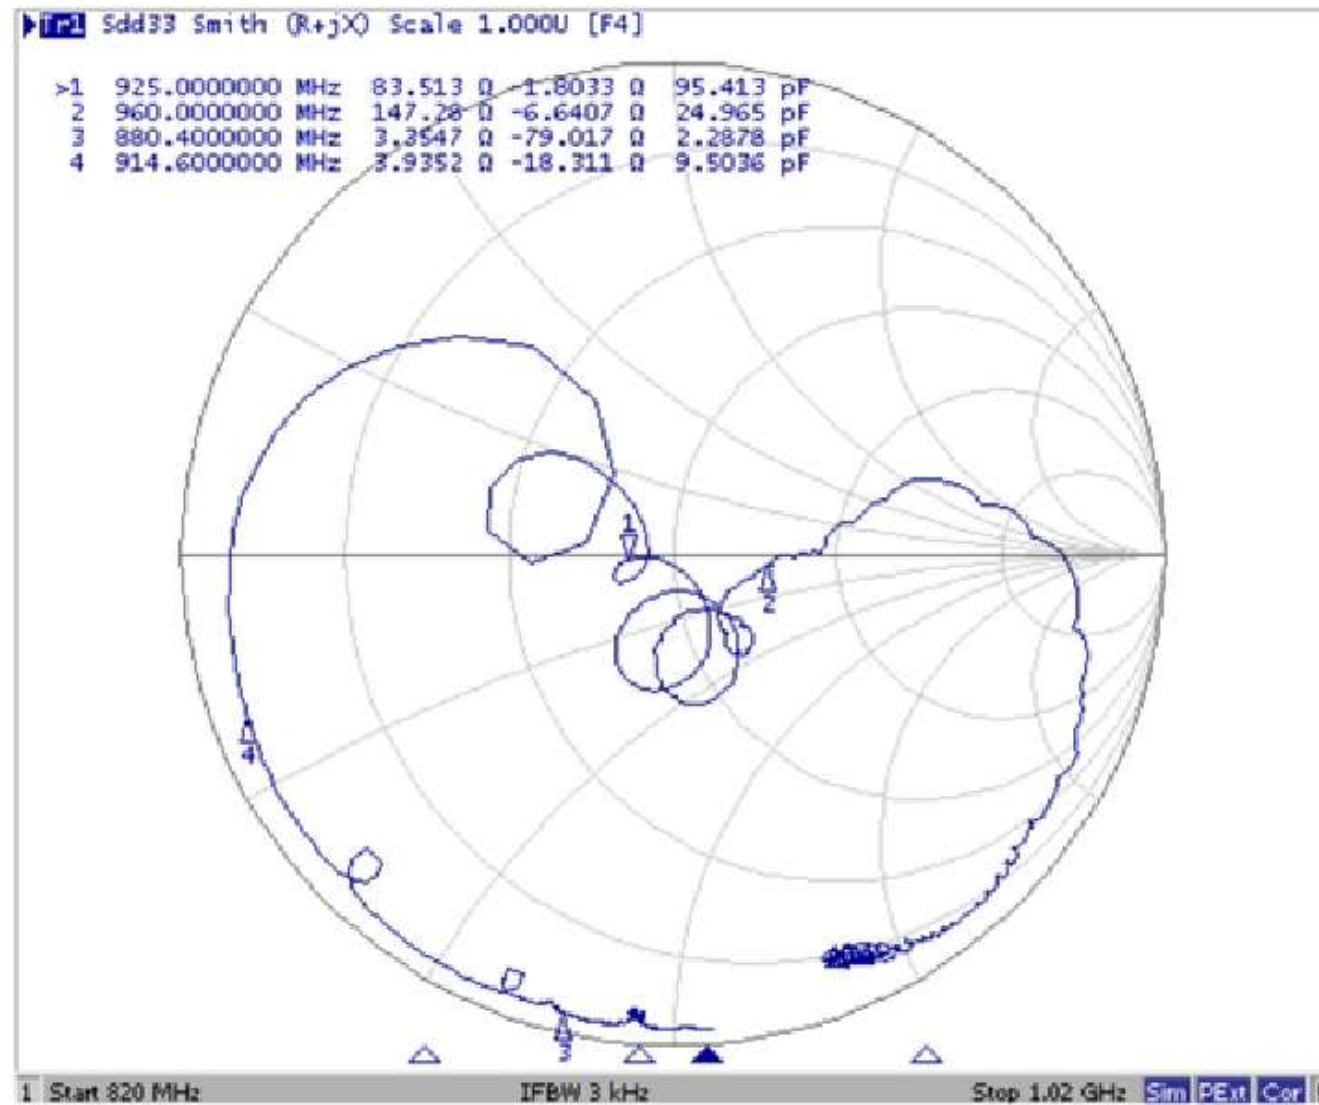 Tr1 Sdd33 Smith (R+jX) Scale 1.000U [F4]
>1 925.0000000 MHz 83.513 Ω -1.8033 Ω 95.413 pF
2 960.0000000 MHz 147.28 Ω -6.6407 Ω 24.965 pF
3 880.4000000 MHz 3.3547 Ω -79.017 Ω 2.2878 pF
4 914.6000000 MHz 3.9352 Ω -18.311 Ω 9.5036 pF
1
2
4
3
1 Start 820 MHz IFBW 3 kHz Stop 1.02 GHz Sim PExt Cor